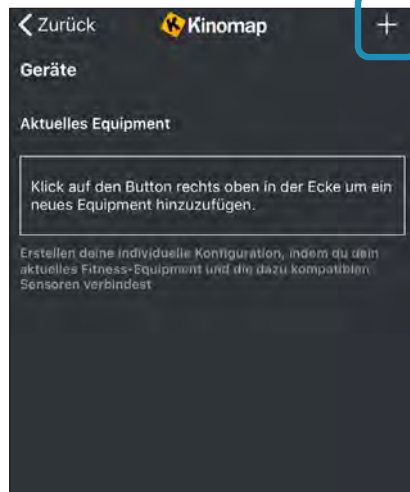 Zurück Kinomap +
Geräte
Aktuelles Equipment
Klick auf den Button rechts oben in der Ecke um ein
neues Equipment hinzuzufügen.
Erstellen deine individuelle Konfiguration, indem du dein
aktuelles Fitness-Equipment und die dazu kompatiblen
Sensoren verbindest